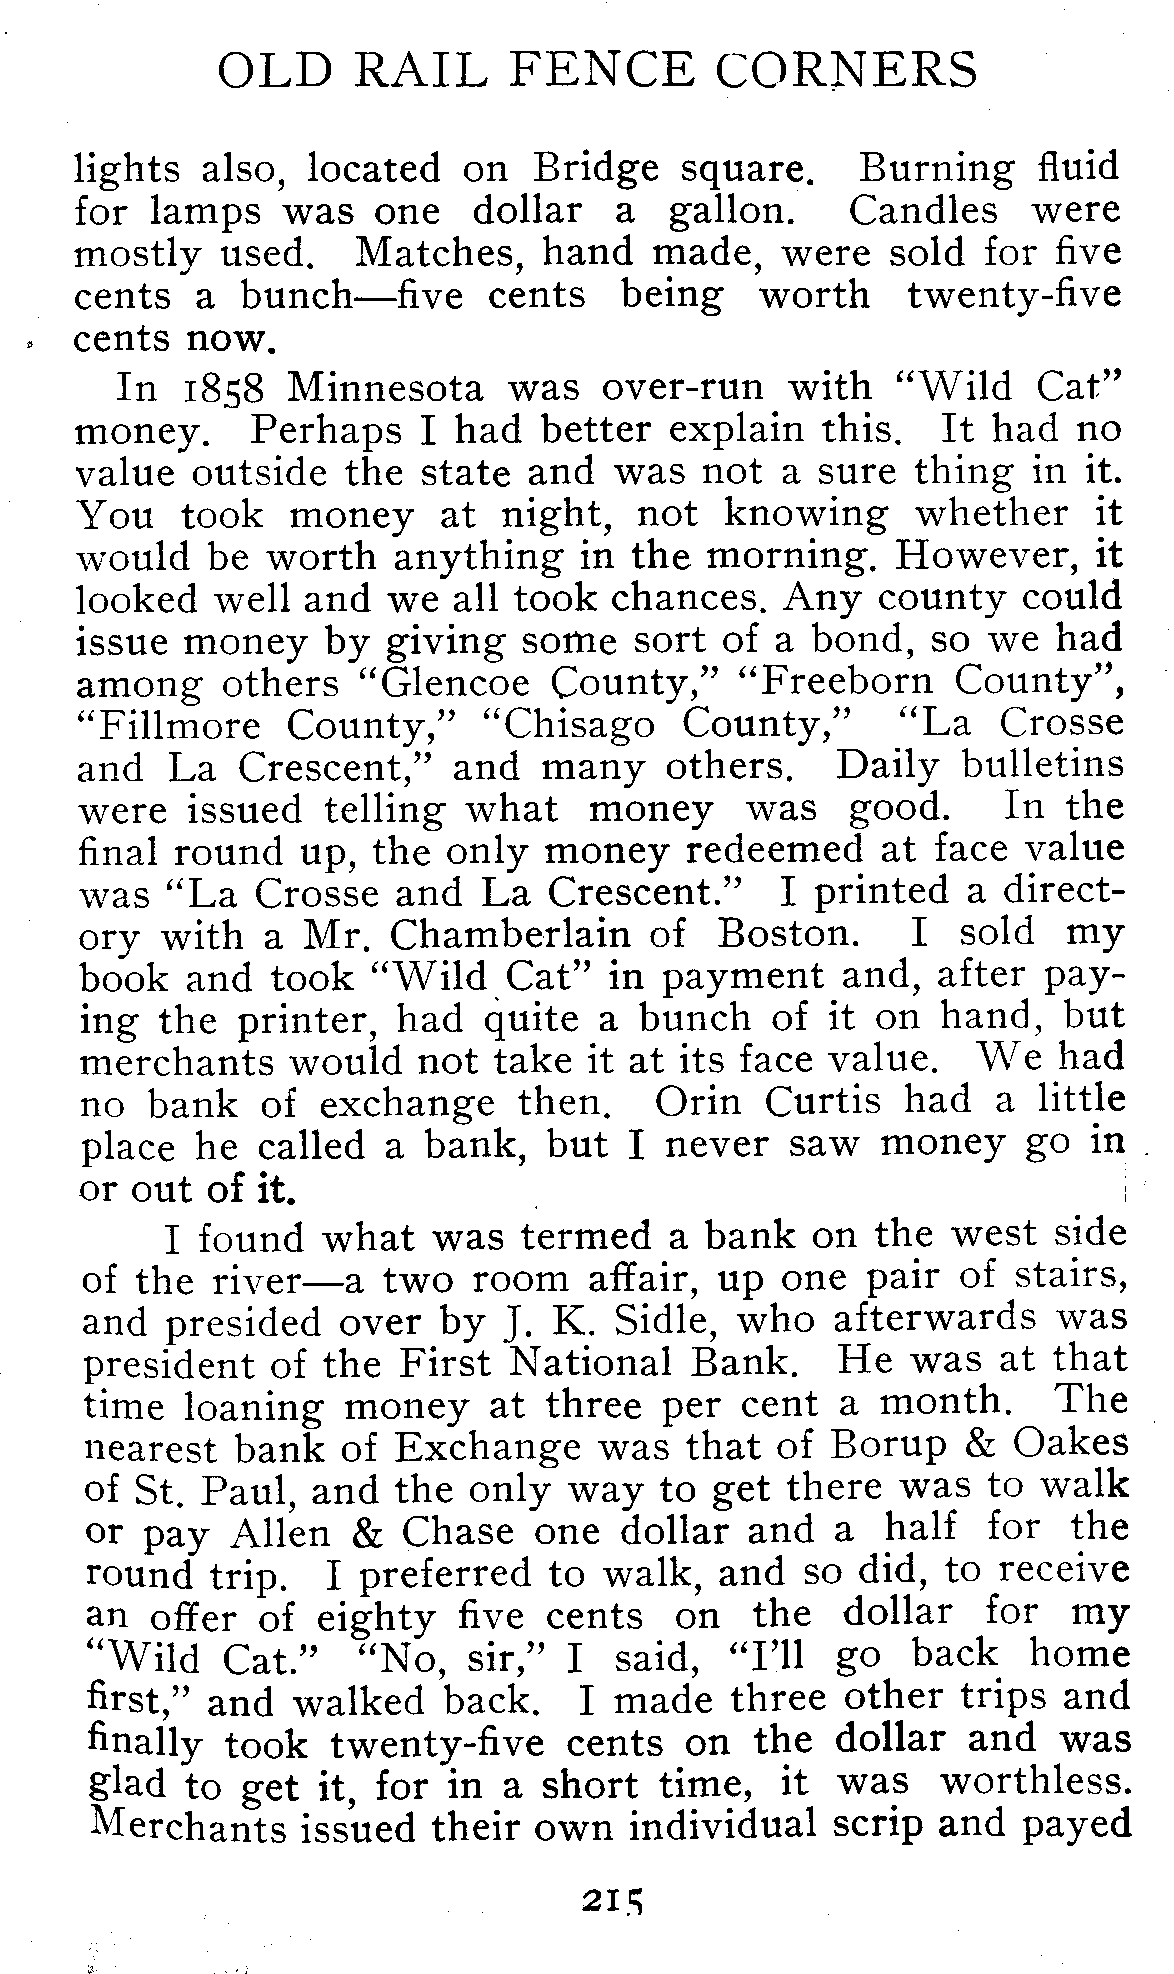 OLD RAIL FENCE CORNERS
lights also, located on Bridge square. Burning fluid
for lamps was one dollar a gallon. Candles were
mostly used. Matches, hand made, were sold for five
cents a bunch—five cents being worth twenty-five
cents now.
In 1858 Minnesota was over-run with “Wild Cat”
money. Perhaps I had better explain this. It had no
value outside the state and was not a sure thing in it.
You took money at night, not knowing whether it
would be worth anything in the morning. However, it
looked well and we all took chances. Any county could
issue money by giving some sort of a bond, so we had
among others “Glencoe County,” “Freeborn County”,
“Fillmore County,” “Chisago County,” “La Crosse
and La Crescent,” and many others. Daily bulletins
were issued telling what money was good. In the
final round up, the only money redeemed at face value
was “La Crosse and La Crescent.” I printed a direct-
ory with a Mr. Chamberlain of Boston. I sold my
book and took “Wild Cat” in payment and, after pay-
ing the printer, had quite a bunch of it on hand, but
merchants would not take it at its face value. We had
no bank of exchange then. Orin Curtis had a little
place he called a bank, but I never saw money go in
or out of it.
I found what was termed a bank on the west side
of the river—a two room affair, up one pair of stairs,
and presided over by J. K. Sidle, who afterwards was
president of the First National Bank. He was at that
time loaning money at three per cent a month. The
nearest bank of Exchange was that of Borup & Oakes
of St. Paul, and the only way to get there was to walk
or pay Allen & Chase one dollar and a half for the
round trip. I preferred to walk, and so did, to receive
an offer of eighty five cents on the dollar for my
“Wild Cat.” “No, sir,” I said, “I’ll go back home
first,” and walked back. I made three other trips and
finally took twenty-five cents on the dollar and was
glad to get it, for in a short time, it was worthless.
Merchants issued their own individual scrip and payed
215